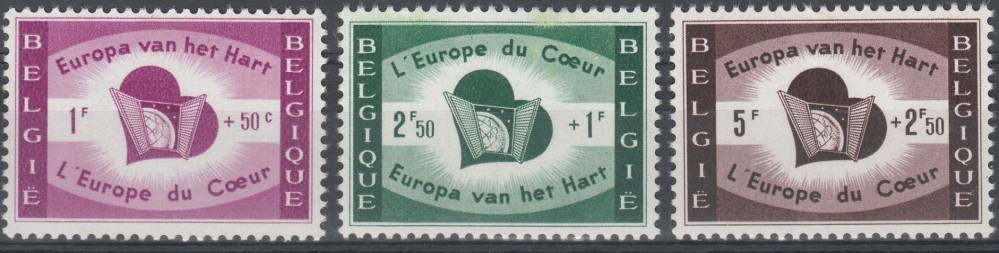 BELGIË
Europa van het Hart
1F + 50c
L'Europe du Cœur
BELGIQUE
BELGIQUE
L'Europe du Cœur
2F50 + 1F
Europa van het Hart
BELGIË
BELGIË
Europa van het Hart
5F + 2F50
L'Europe du Cœur
BELGIQUE